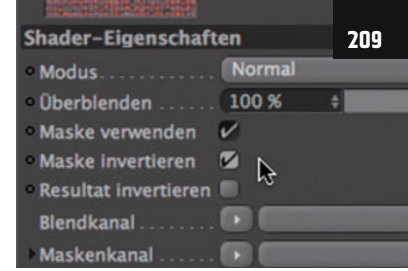 Shader-Eigenschaften
209
Modus............ Normal
Überblenden ...... 100 %
Maske verwenden
Maske invertieren
Resultat invertieren
Blendkanal........
Maskenkanal ......